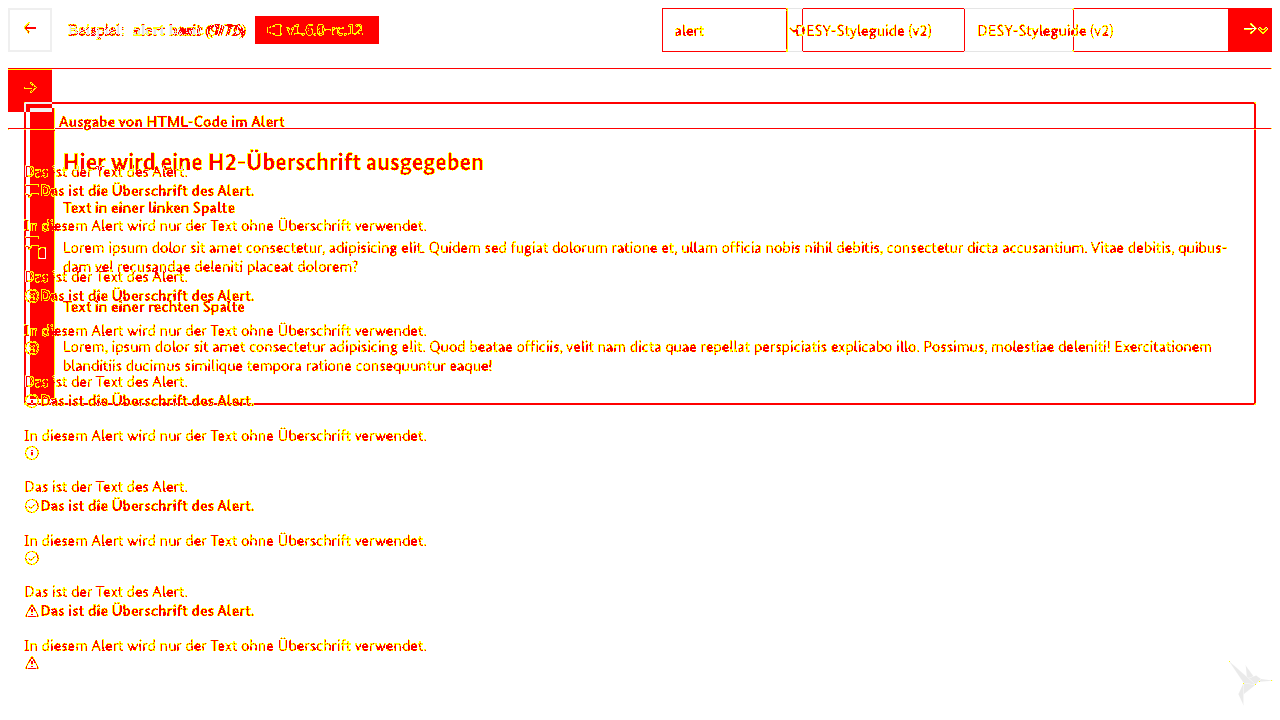 Beispiel: alert
v1.6.0-rc.12
alert
DESY-Styleguide (v2)
DESY-Styleguide (v2)
Ausgabe von HTML-Code im Alert
Hier wird eine H2-Überschrift ausgegeben
Das ist der Text des Alert.
Das ist die Überschrift des Alert.
Text in einer linken Spalte
In diesem Alert wird nur der Text ohne Überschrift verwendet.
Lorem ipsum dolor sit amet consectetur, adipisicing elit. Quidem sed fugiat dolorum ratione et, ullam officia nobis nihil debitis, consectetur dicta accusantium. Vitae debitis, quibus-
dam vel recusandae deleniti placeat dolorem?
Das ist der Text des Alert.
Das ist die Überschrift des Alert.
Text in einer rechten Spalte
In diesem Alert wird nur der Text ohne Überschrift verwendet.
Lorem, ipsum dolor sit amet consectetur adipisicing elit. Quod beatae officiis, velit nam dicta quae repellat perspiciatis explicabo illo. Possimus, molestiae deleniti! Exercitationem
blanditiis ducimus similique tempora ratione consequuntur eaque!
Das ist der Text des Alert.
Das ist die Überschrift des Alert.
In diesem Alert wird nur der Text ohne Überschrift verwendet.
Das ist der Text des Alert.
Das ist die Überschrift des Alert.
In diesem Alert wird nur der Text ohne Überschrift verwendet.
Das ist der Text des Alert.
Das ist die Überschrift des Alert.
In diesem Alert wird nur der Text ohne Überschrift verwendet.